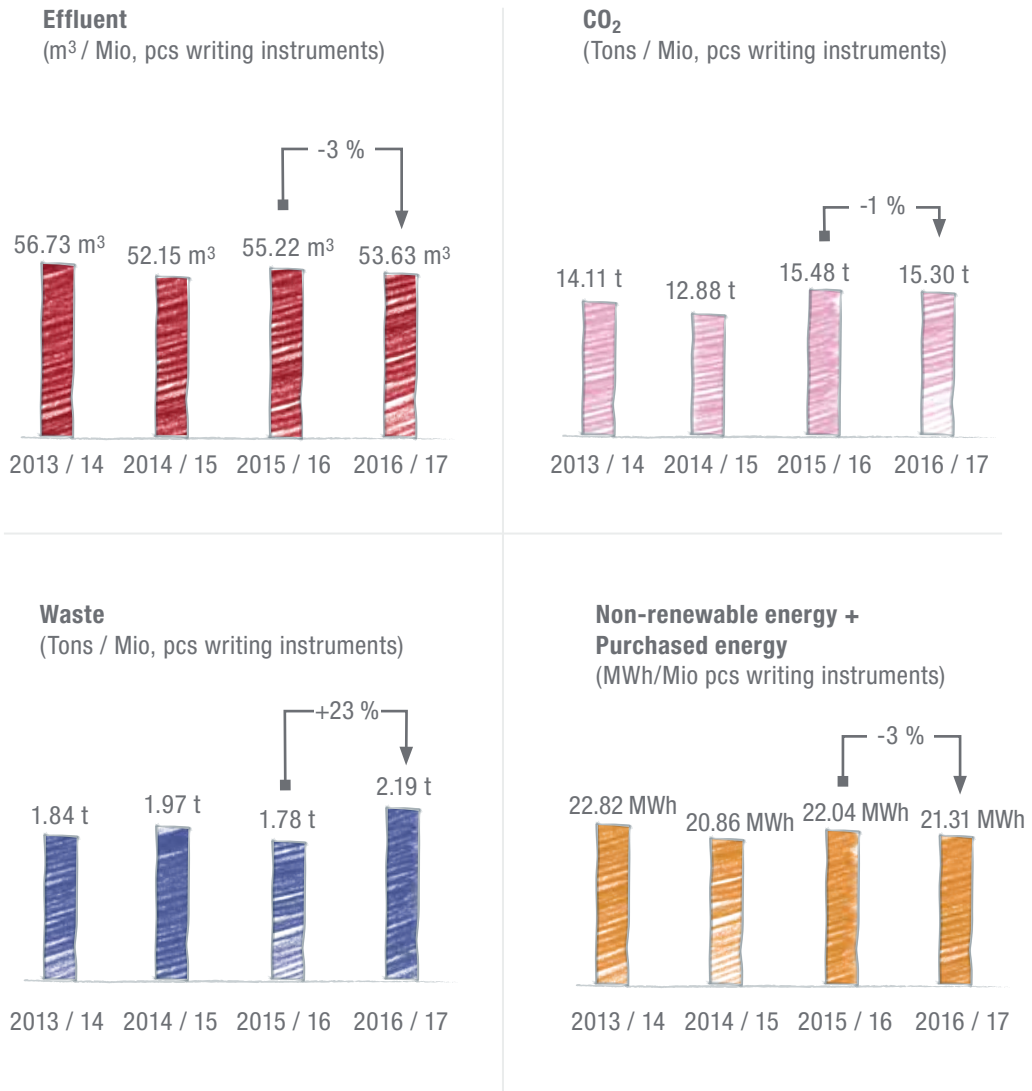 Effluent
(m³ / Mio, pcs writing instruments)
-3 %
56.73 m³ 52.15 m³ 55.22 m³ 53.63 m³
2013 / 14 2014 / 15 2015 / 16 2016 / 17
CO₂
(Tons / Mio, pcs writing instruments)
-1 %
14.11 t 12.88 t 15.48 t 15.30 t
2013 / 14 2014 / 15 2015 / 16 2016 / 17
Waste
(Tons / Mio, pcs writing instruments)
+23 %
1.84 t 1.97 t 1.78 t 2.19 t
2013 / 14 2014 / 15 2015 / 16 2016 / 17
Non-renewable energy +
Purchased energy
(MWh/Mio pcs writing instruments)
-3 %
22.82 MWh 20.86 MWh 22.04 MWh 21.31 MWh
2013 / 14 2014 / 15 2015 / 16 2016 / 17